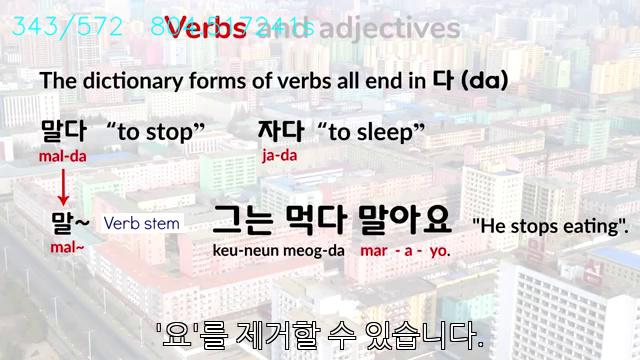 343/572 804.517241s
Verbs and adjectives
The dictionary forms of verbs all end in 다 (da)
말다 “to stop” 자다 “to sleep”
mal-da ja-da
말~ Verb stem 그는 먹다 말아요 "He stops eating".
mal~ keu-neun meog-da mar - a - yo.
'요'를 제거할 수 있습니다.